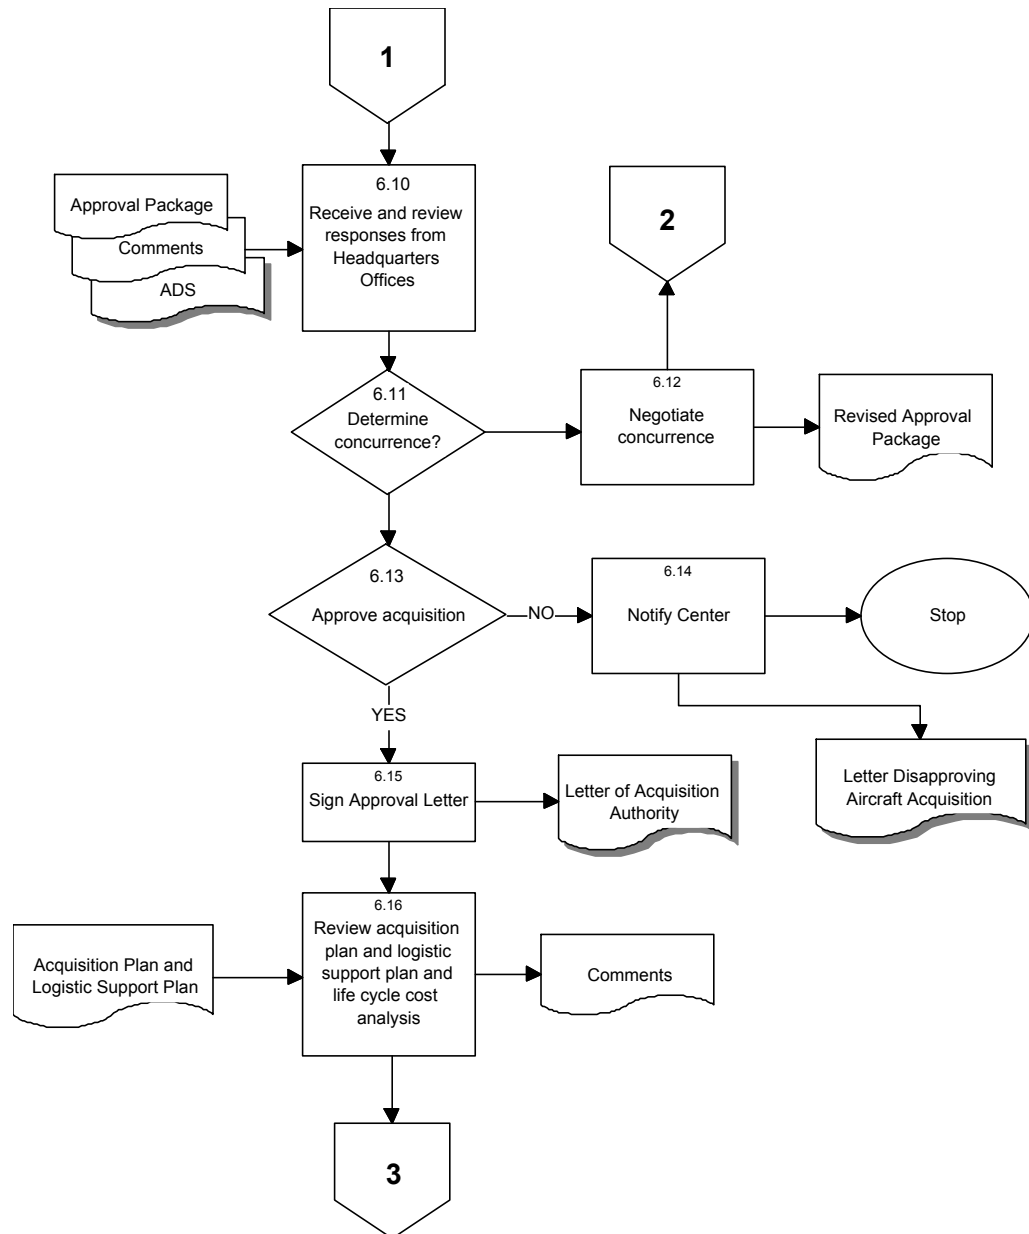 1
6.10
Receive and review
responses from
Headquarters
Offices
Approval Package
Comments
ADS
2
6.11
Determine
concurrence?
6.12
Negotiate
concurrence
Revised Approval
Package
6.13
Approve acquisition
NO
6.14
Notify Center
Stop
YES
Letter Disapproving
Aircraft Acquisition
6.15
Sign Approval Letter
Letter of Acquisition
Authority
6.16
Review acquisition
plan and logistic
support plan and
life cycle cost
analysis
Acquisition Plan and
Logistic Support Plan
Comments
3